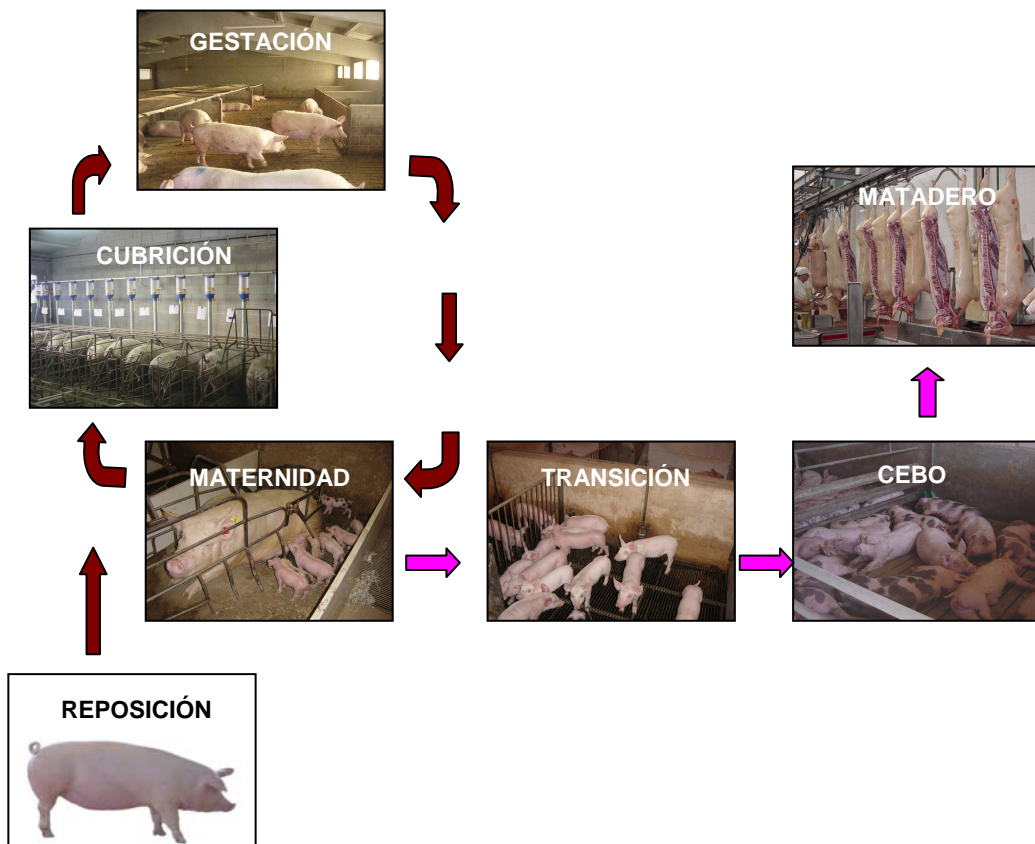 GESTACIÓN
MATADERO
CUBRICIÓN
MATERNIDAD
TRANSICIÓN
CEBO
REPOSICIÓN